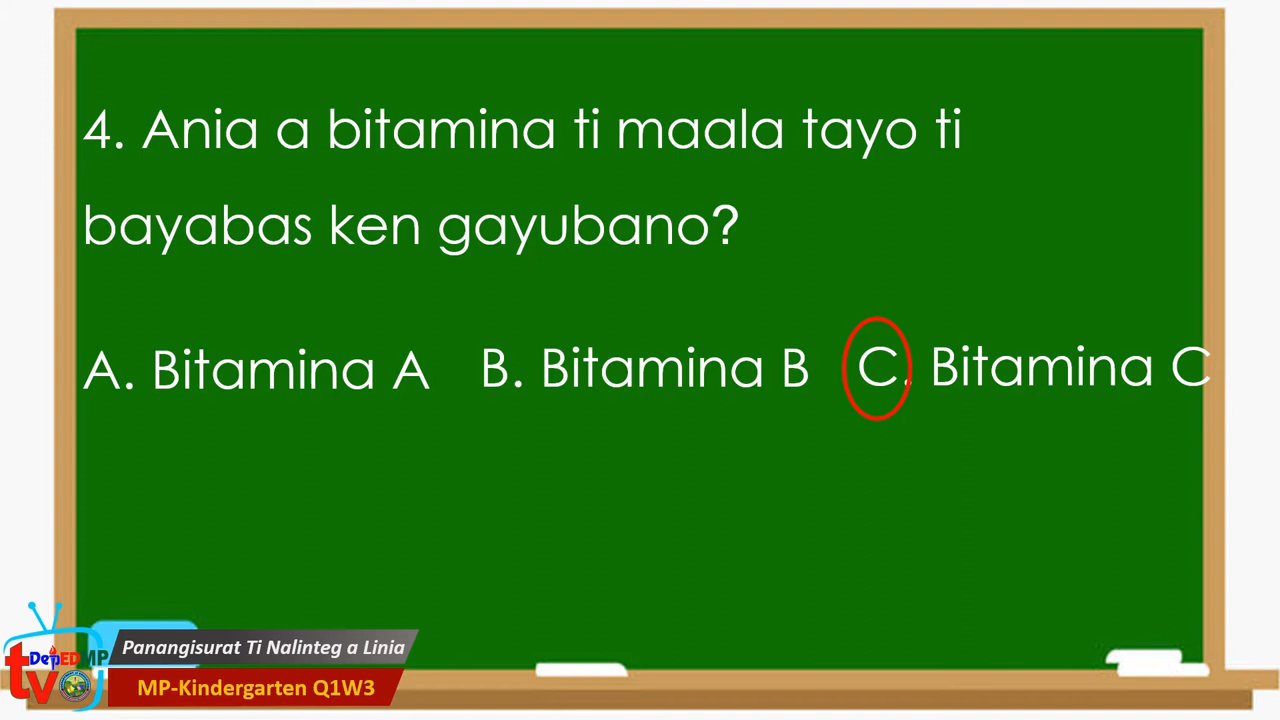 4. Ania a bitamina ti maala tayo ti
bayabas ken gayubano?
A. Bitamina A B. Bitamina B C. Bitamina C
Panangisurat Ti Nalinteg a Linia
DepED MP
tv
MP-Kindergarten Q1W3